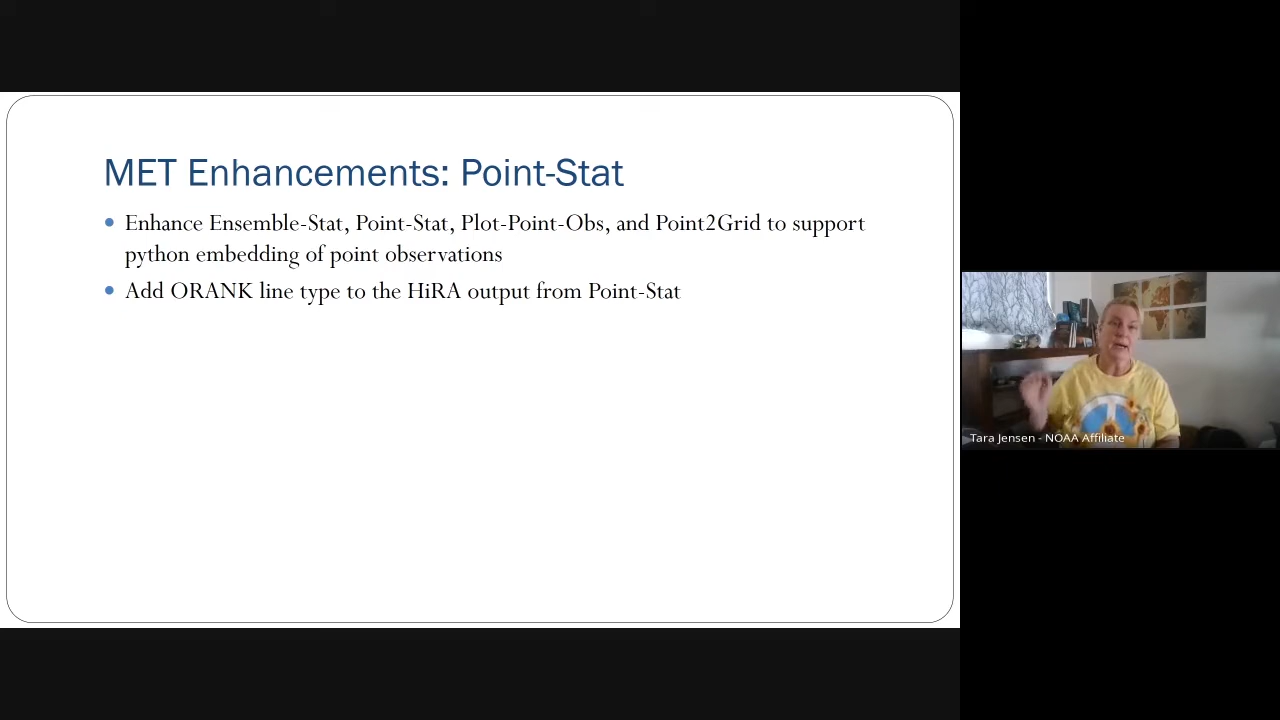 MET Enhancements: Point-Stat
Enhance Ensemble-Stat, Point-Stat, Plot-Point-Obs, and Point2Grid to support
python embedding of point observations
Add ORANK line type to the HiRA output from Point-Stat
Tara Jensen - NOAA Affiliate